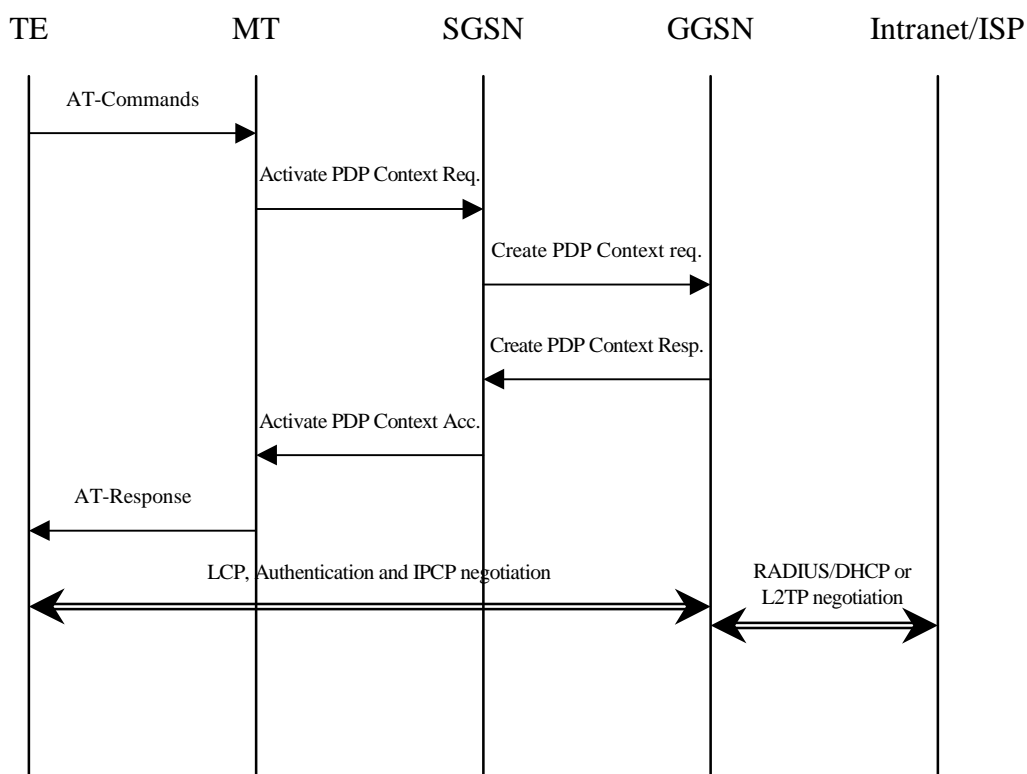 TE MT SGSN GGSN Intranet/ISP
AT-Commands
Activate PDP Context Req.
Create PDP Context req.
Create PDP Context Resp.
Activate PDP Context Acc.
AT-Response
LCP, Authentication and IPCP negotiation
RADIUS/DHCP or
L2TP negotiation